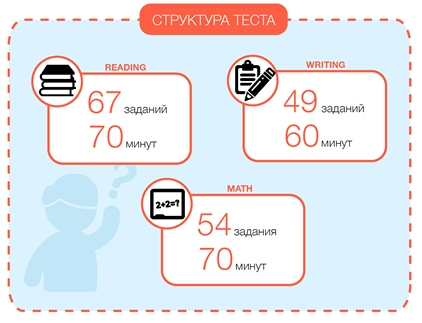 СТРУКТУРА ТЕСТА
READING
67 заданий
70 минут
WRITING
49 заданий
60 минут
MATH
2+2=?
54 задания
70 минут